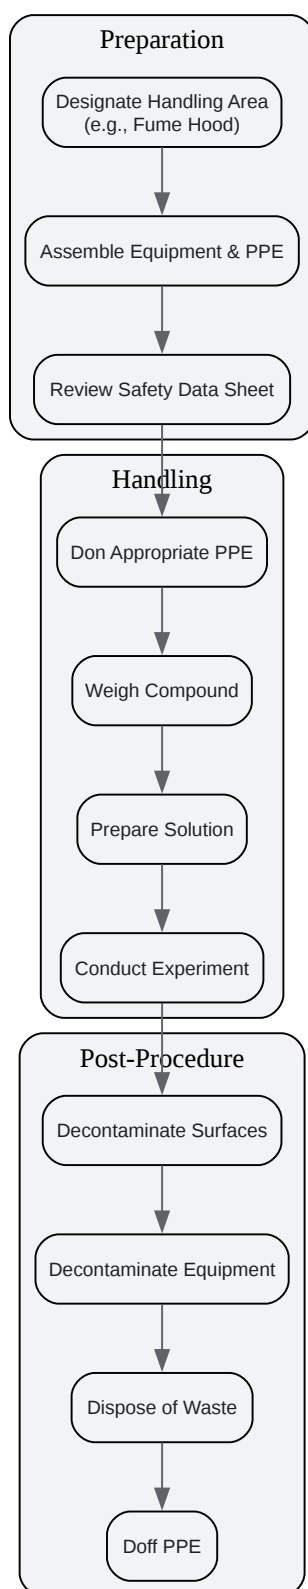 Preparation
Designate Handling Area
(e.g., Fume Hood)
Assemble Equipment & PPE
Review Safety Data Sheet
Handling
Don Appropriate PPE
Weigh Compound
Prepare Solution
Conduct Experiment
Post-Procedure
Decontaminate Surfaces
Decontaminate Equipment
Dispose of Waste
Doff PPE